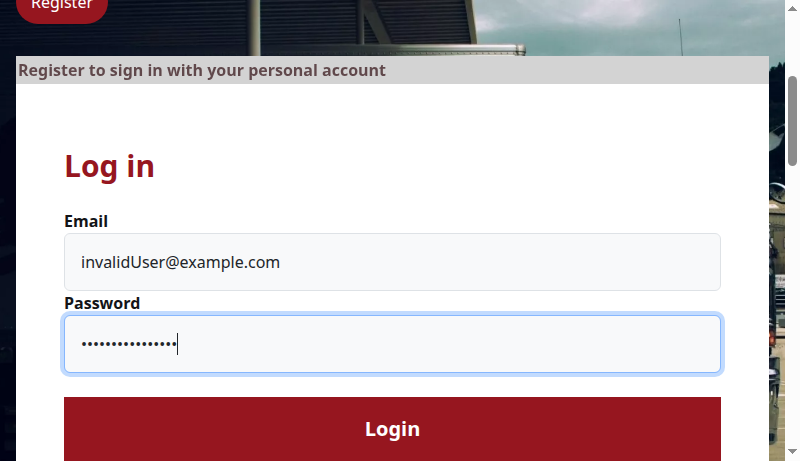 Register
Register to sign in with your personal account
Log in
Email
invalidUser@example.com
Password
••••••••••••••••
Login